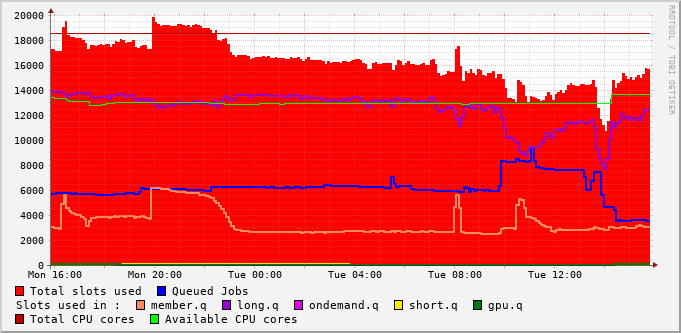 20000
18000
16000
14000
12000
10000
8000
6000
4000
2000
0
Mon 16:00 Mon 20:00 Tue 00:00 Tue 04:00 Tue 08:00 Tue 12:00
Total slots used Queued Jobs
Slots used in : member.q long.q ondemand.q short.q gpu.q
Total CPU cores Available CPU cores
RRDTOOL / TOBI OETIKER